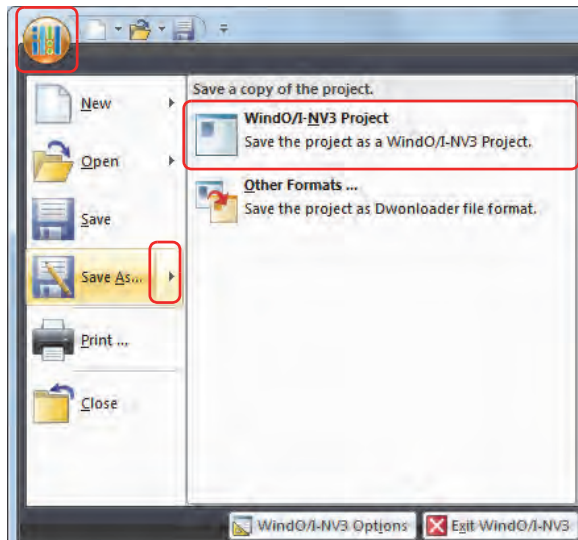 Save a copy of the project.
New
WindO/I-NV3 Project
Save the project as a WindO/I-NV3 Project.
Open
Other Formats ...
Save the project as Dwonloader file format.
Save
Save As...
Print ...
Close
WindO/I-NV3 Options
Exit WindO/I-NV3